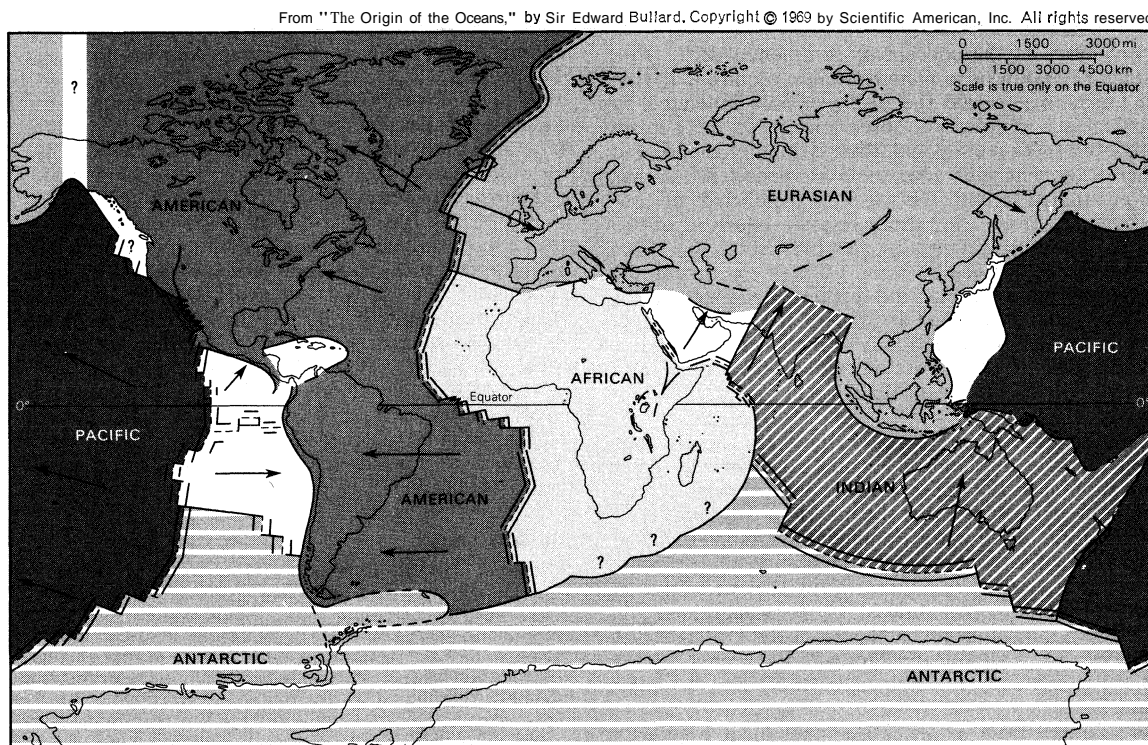 From "The Origin of the Oceans," by Sir Edward Bullard. Copyright © 1969 by Scientific American, Inc. All rights reserved
0 1500 3000 mi.
0 1500 3000 4500 km
Scale is true only on the Equator
?
AMERICAN
EURASIAN
?
PACIFIC
AFRICAN
Equator
0°
0°
PACIFIC
INDIAN
AMERICAN
?
?
?
ANTARCTIC
ANTARCTIC